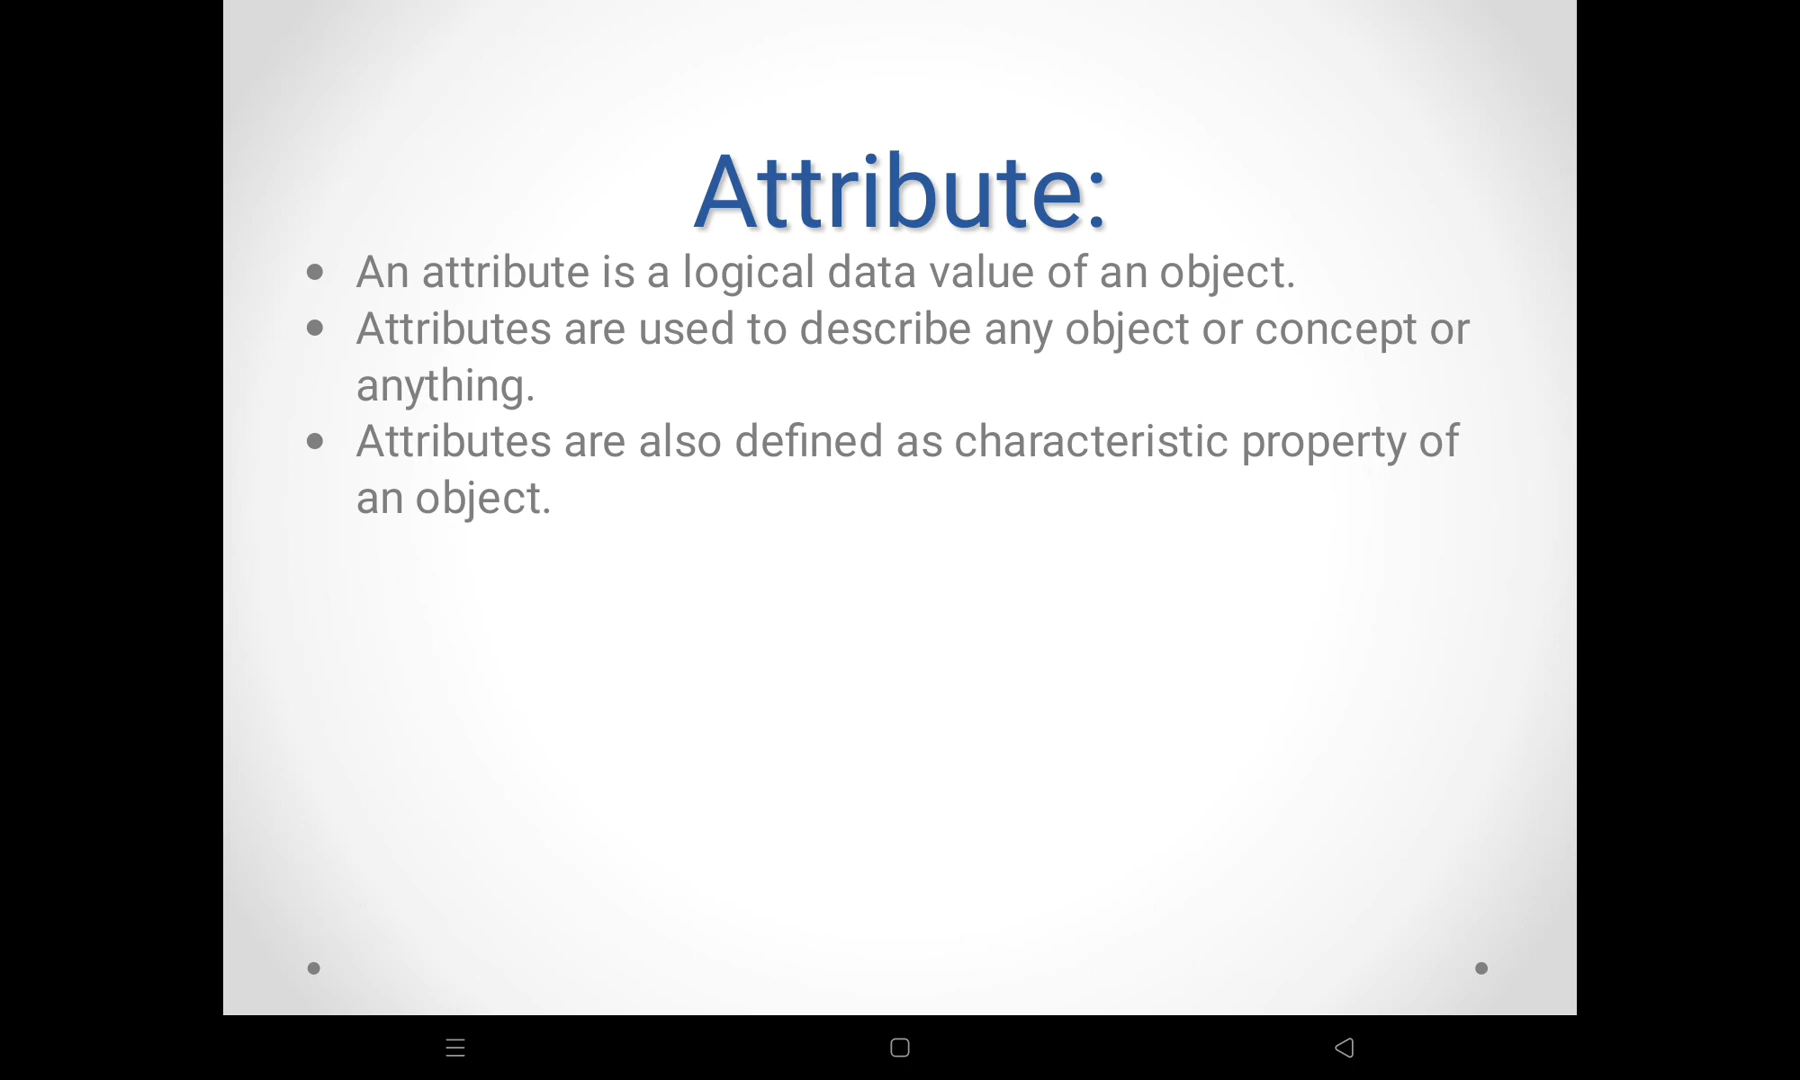 Attribute:
• An attribute is a logical data value of an object.
• Attributes are used to describe any object or concept or
anything.
• Attributes are also defined as characteristic property of
an object.